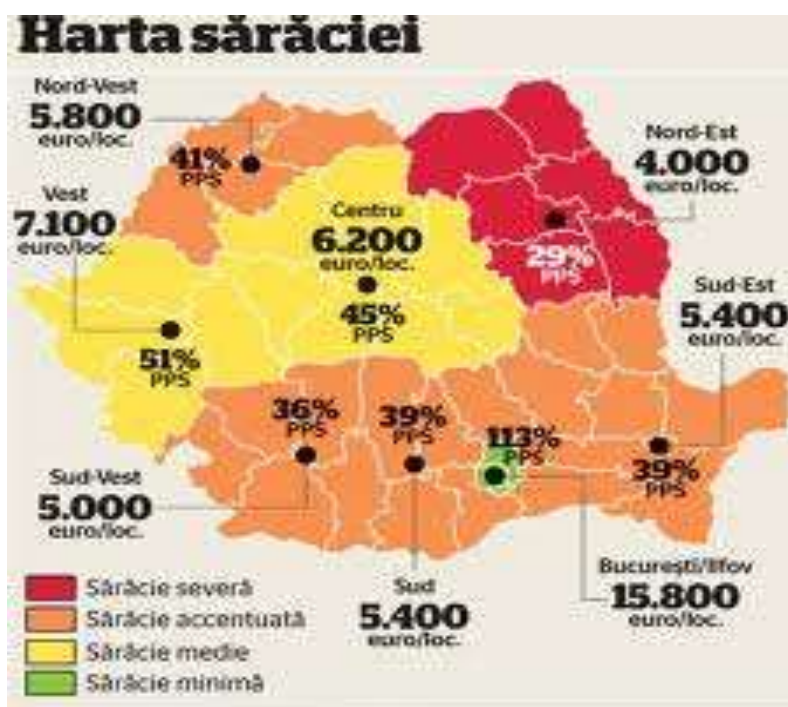 Harta sărăciei
Nord-Vest
5.800
euro/loc.
41%
PPS
Vest
7.100
euro/loc.
51%
PPS
Centru
6.200
euro/loc.
45%
PPS
Nord-Est
4.000
euro/loc.
29%
PPS
Sud-Est
5.400
euro/loc.
39%
PPS
36%
PPS
Sud-Vest
5.000
euro/loc.
39%
PPS
Sud
5.400
euro/loc.
113%
PPS
Bucureşti/Ilfov
15.800
euro/loc.
Sărăcie severă
Sărăcie accentuată
Sărăcie medie
Sărăcie minimă